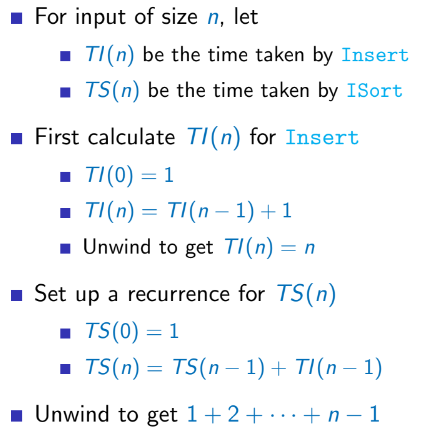 For input of size n, let
TI(n) be the time taken by Insert
TS(n) be the time taken by ISort
First calculate TI(n) for Insert
TI(0) = 1
TI(n) = TI(n − 1) + 1
Unwind to get TI(n) = n
Set up a recurrence for TS(n)
TS(0) = 1
TS(n) = TS(n − 1) + TI(n − 1)
Unwind to get 1 + 2 + · · · + n − 1